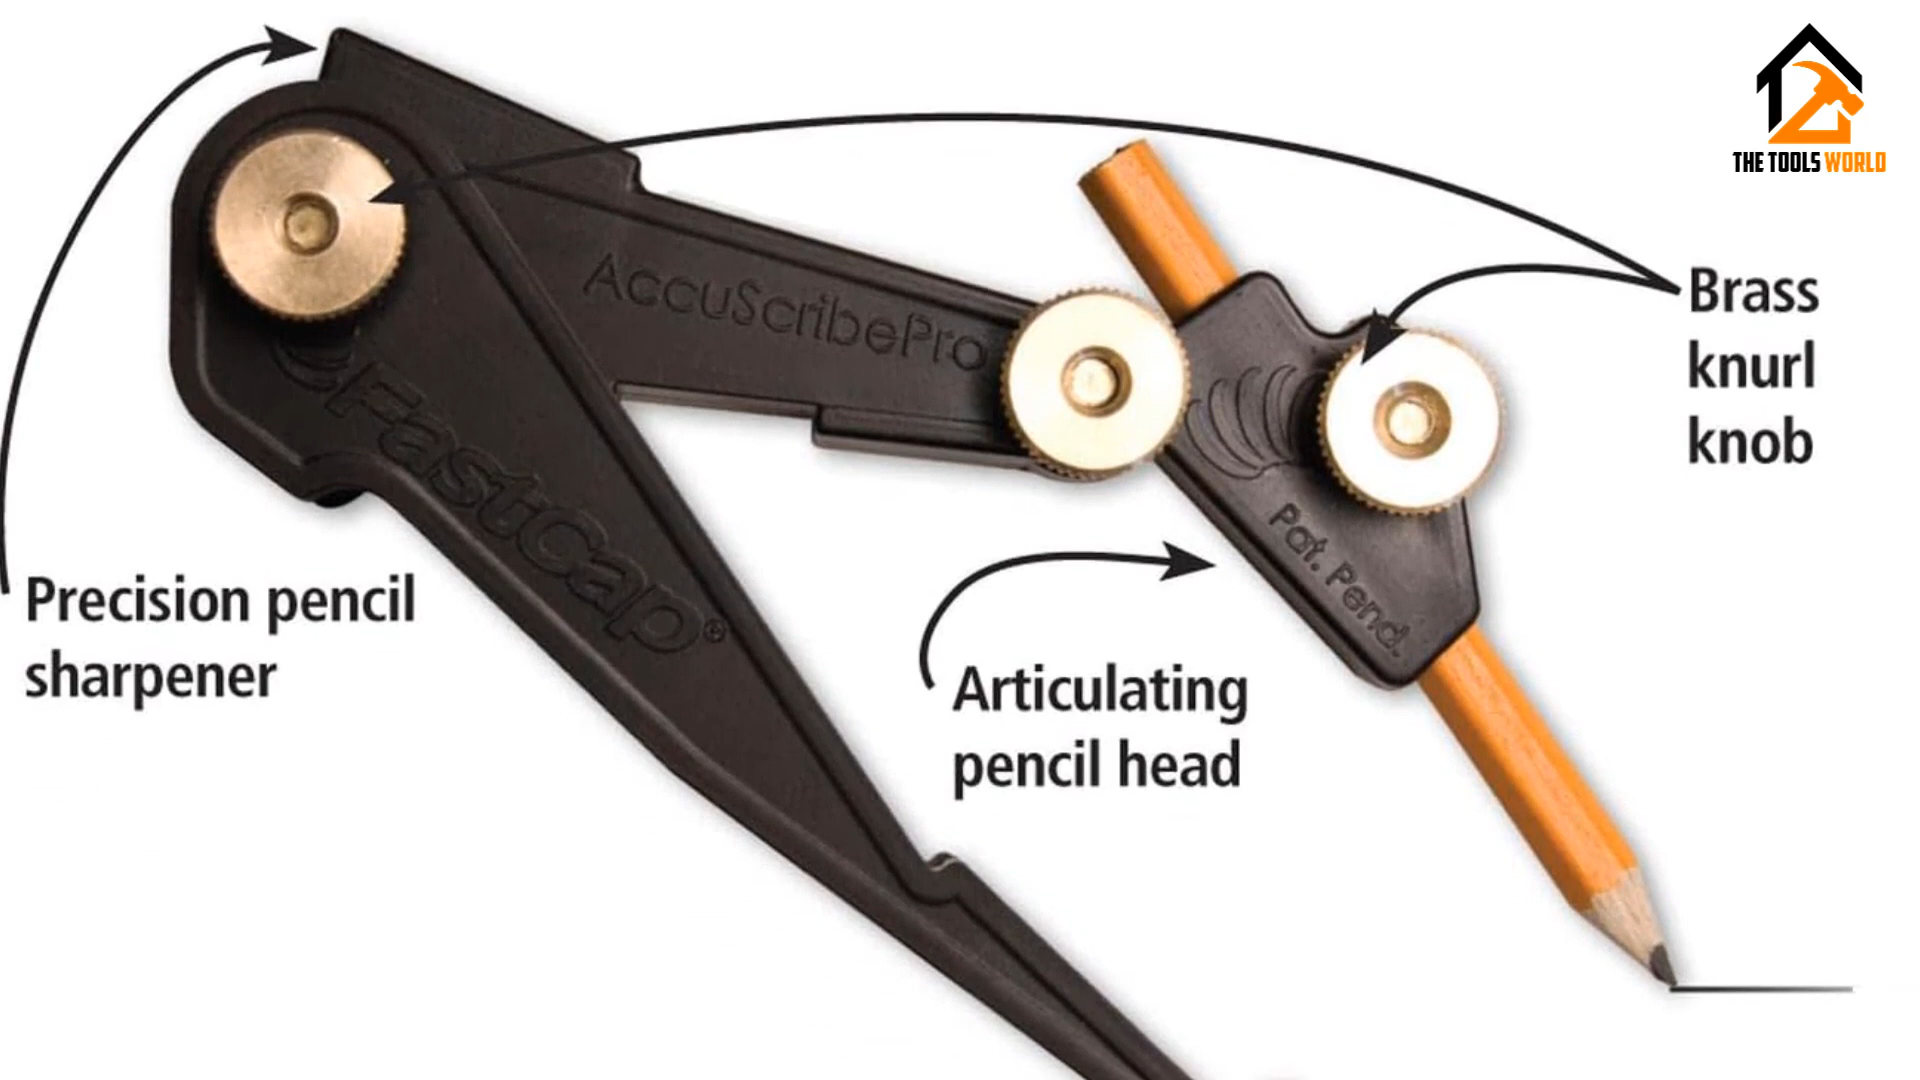 THE TOOLS WORLD
AccuScribePro
Brass
knurl
knob
FastCap®
Pat. Pend.
Precision pencil
sharpener
Articulating
pencil head